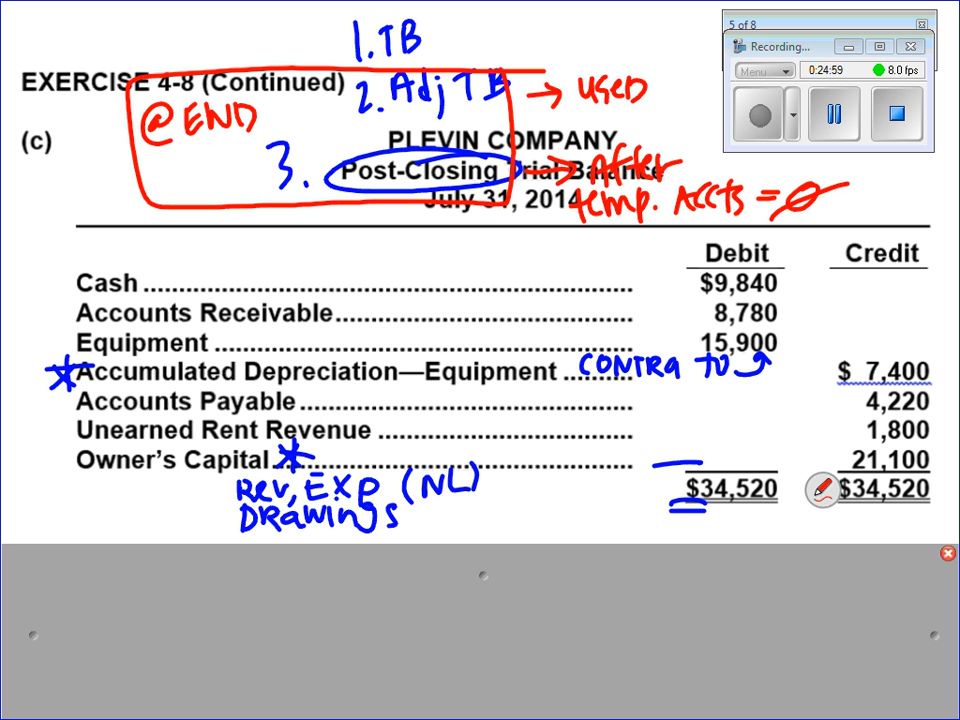 1. TB
5 of 8
Recording...
EXERCISE 4-8 (Continued)
2. Adj TB → USED
Menu
0:24:59
8.0 fps
@ END
(c)
PLEVIN COMPANY
3. Post-Closing Trial Balance → After
July 31, 2014
temp. Accts = 0
Debit Credit
Cash ........................................................................ $9,840
Accounts Receivable ............................................ 8,780
Equipment ............................................................. 15,900
CONTRA TO
* Accumulated Depreciation—Equipment .......... $ 7,400
Accounts Payable ................................................. 4,220
Unearned Rent Revenue ...................................... 1,800
Owner's Capital * .................................................... 21,100
Rev, Exp (NL)
$34,520 $34,520
Drawings